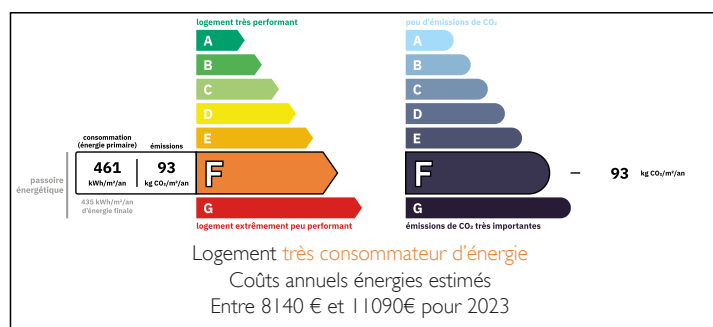 logement très performant
peu d'émissions de CO₂
A
B
C
D
E
F
G
A
B
C
D
E
F
G
consommation
(énergie primaire)
émissions
461
93
kWh/m²/an
kg CO₂/m²/an
passoire
énergétique
435 kWh/m²/an
d'énergie finale
93 kg CO₂/m²/an
logement extrêmement peu performant
émissions de CO₂ très importantes
Logement très consommateur d'énergie
Coûts annuels énergies estimés
Entre 8140 € et 11090€ pour 2023